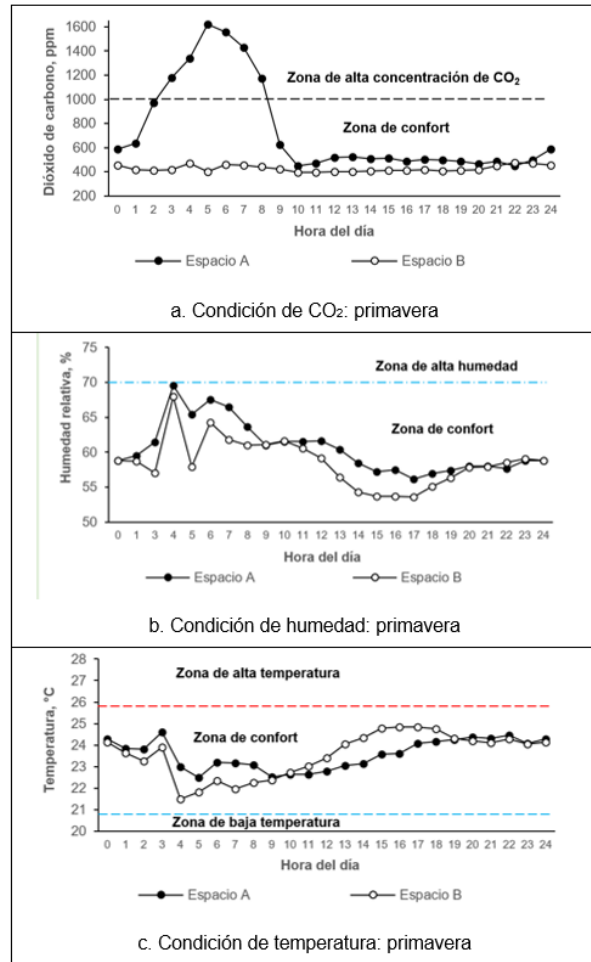 1600
1400
1200
1000
800
600
400
200
Dióxido de carbono, ppm
Zona de alta concentración de CO₂
Zona de confort
0 1 2 3 4 5 6 7 8 9 10 11 12 13 14 15 16 17 18 19 20 21 22 23 24
Hora del día
Espacio A Espacio B
a. Condición de CO₂: primavera
75
70
65
60
55
50
Humedad relativa, %
Zona de alta humedad
Zona de confort
0 1 3 4 5 6 7 8 9 10 11 12 13 14 15 16 17 18 19 20 21 22 23 24
Hora del día
Espacio A Espacio B
b. Condición de humedad: primavera
28
27
26
25
24
23
22
21
20
Temperatura, °C
Zona de alta temperatura
Zona de confort
Zona de baja temperatura
0 1 2 3 4 5 6 7 8 9 10 11 12 13 14 15 16 17 18 19 20 21 22 23 24
Hora del día
Espacio A Espacio B
c. Condición de temperatura: primavera